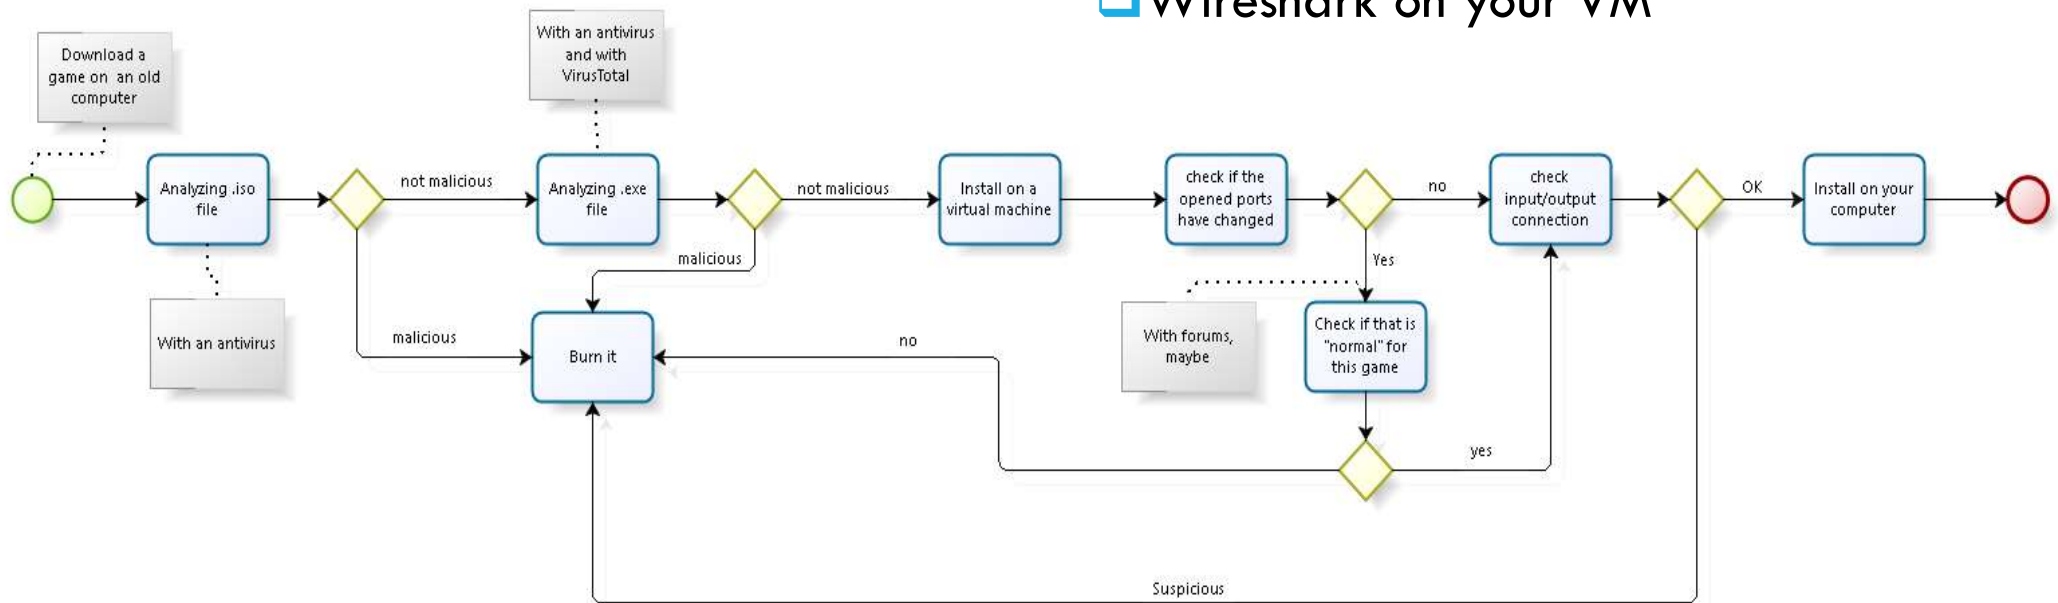 Wireshark on your VM
Download a
game on an old
computer
With an antivirus
and with
VirusTotal
Analyzing .iso
file
not malicious
Analyzing .exe
file
not malicious
Install on a
virtual machine
check if the
opened ports
have changed
no
check
input/output
connection
OK
Install on your
computer
malicious
Yes
With an antivirus
malicious
Burn it
no
With forums,
maybe
Check if that is
"normal" for
this game
yes
Suspicious